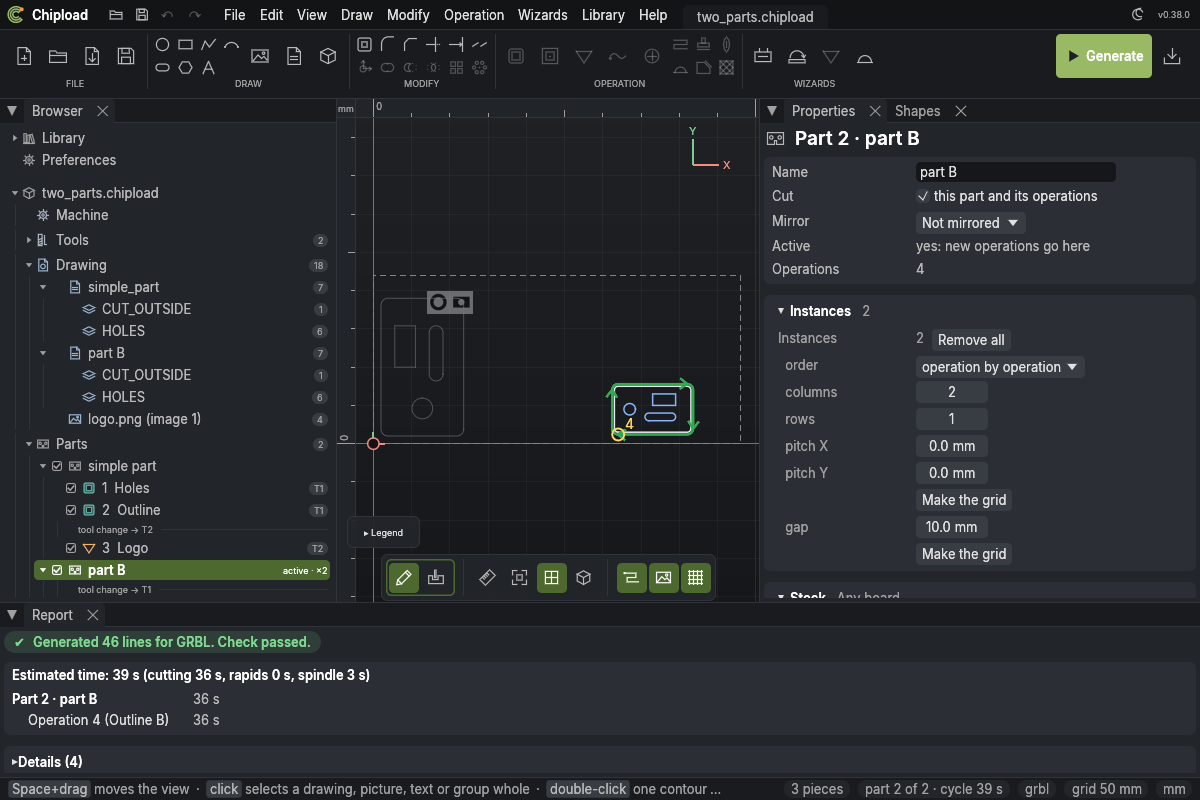 Chipload
File Edit View Draw Modify Operation Wizards Library Help
two_parts.chipload
v0.38.0
FILE
DRAW
MODIFY
OPERATION
WIZARDS
Generate
Browser
Library
Preferences
two_parts.chipload
Machine
Tools 2
Drawing 18
simple_part 7
CUT_OUTSIDE 1
HOLES 6
part B 7
CUT_OUTSIDE 1
HOLES 6
logo.png (image 1) 4
Parts 2
simple part
1 Holes T1
2 Outline T1
tool change → T2
3 Logo T2
part B active · ×2
tool change → T1
mm
0
0
Y
X
4
Legend
Properties
Shapes
Part 2 · part B
Name part B
Cut this part and its operations
Mirror Not mirrored
Active yes: new operations go here
Operations 4
Instances 2
Instances 2 Remove all
order operation by operation
columns 2
rows 1
pitch X 0.0 mm
pitch Y 0.0 mm
Make the grid
gap 10.0 mm
Make the grid
Stock Any board
Report
✔ Generated 46 lines for GRBL. Check passed.
Estimated time: 39 s (cutting 36 s, rapids 0 s, spindle 3 s)
Part 2 · part B 36 s
Operation 4 (Outline B) 36 s
Details (4)
Space+drag moves the view · click selects a drawing, picture, text or group whole · double-click one contour ...
3 pieces part 2 of 2 · cycle 39 s grbl grid 50 mm mm